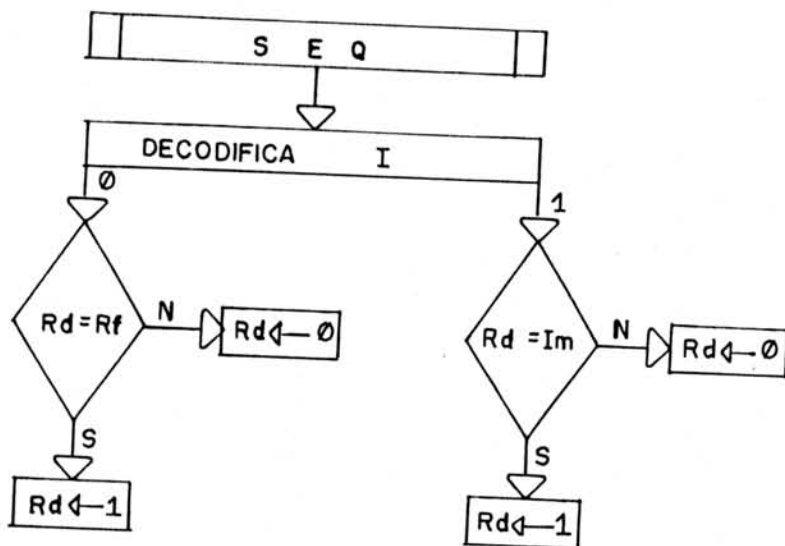 S E Q
DECODIFICA I
Ø
1
Rd=Rf
N
Rd←Ø
Rd=Im
N
Rd←Ø
S
S
Rd←1
Rd←1